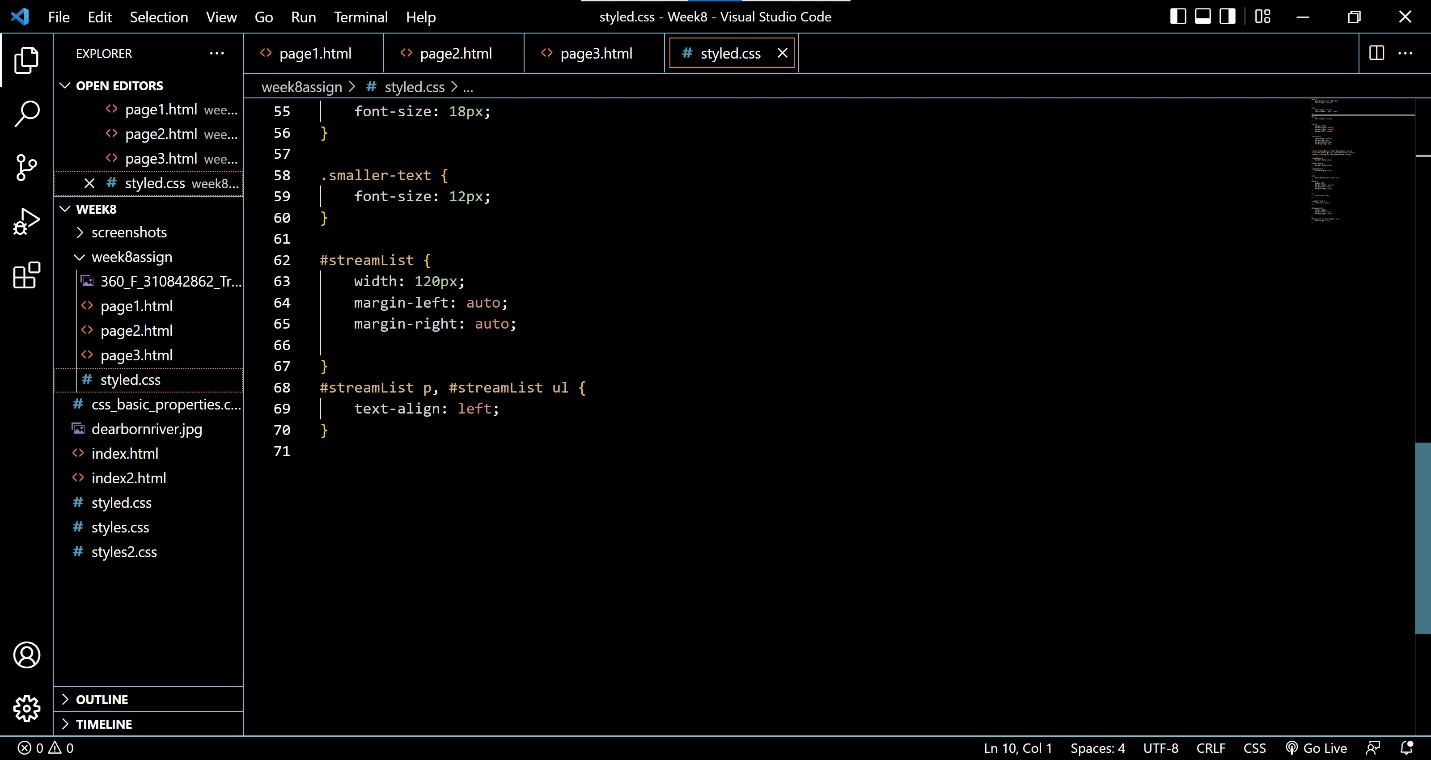 File Edit Selection View Go Run Terminal Help
styled.css - Week8 - Visual Studio Code
EXPLORER
OPEN EDITORS
page1.html wee...
page2.html wee...
page3.html wee...
# styled.css week8...
WEEK8
screenshots
week8assign
360_F_310842862_Tr...
page1.html
page2.html
page3.html
# styled.css
# css_basic_properties.c...
dearbornriver.jpg
index.html
index2.html
# styled.css
# styles.css
# styles2.css
OUTLINE
TIMELINE
page1.html page2.html page3.html # styled.css
week8assign > # styled.css > ...
55 font-size: 18px;
56 }
57
58 .smaller-text {
59 font-size: 12px;
60 }
61
62 #streamList {
63 width: 120px;
64 margin-left: auto;
65 margin-right: auto;
66
67 }
68 #streamList p, #streamList ul {
69 text-align: left;
70 }
71
0 0 Ln 10, Col 1 Spaces: 4 UTF-8 CRLF CSS Go Live